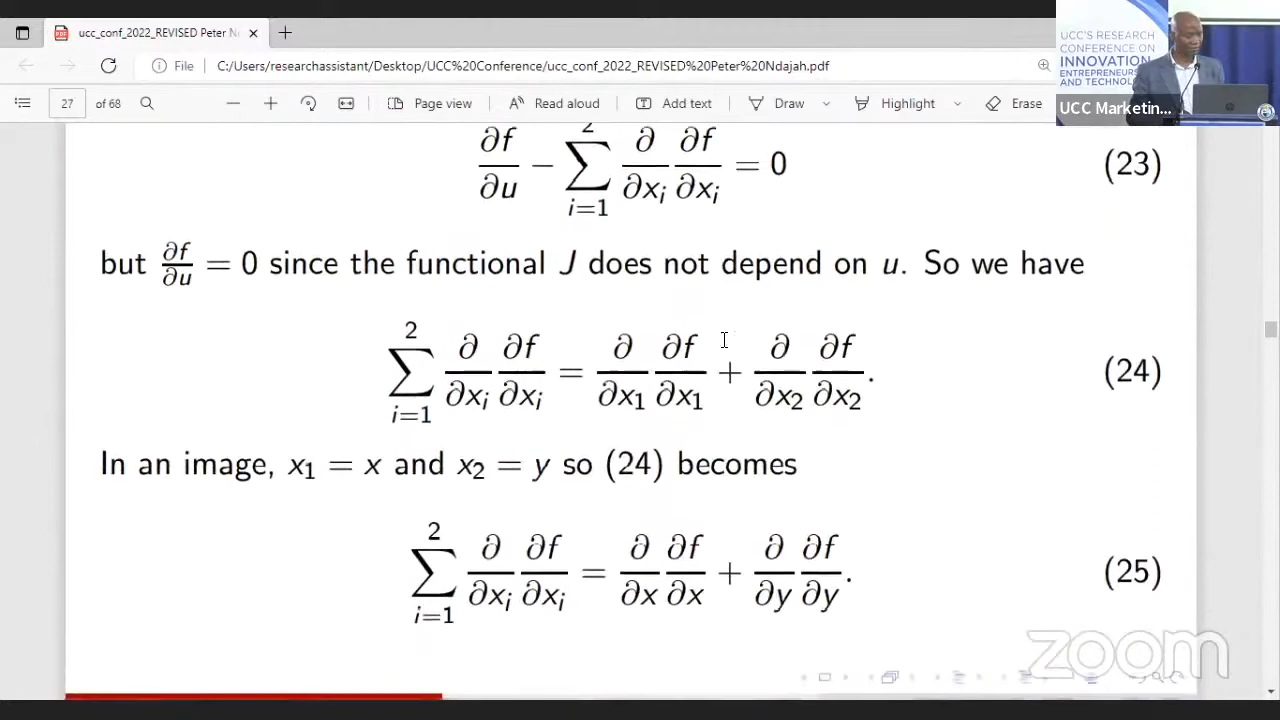 ucc_conf_2022_REVISED Peter N
File
C:/Users/researchassistant/Desktop/UCC%20Conference/ucc_conf_2022_REVISED%20Peter%20Ndajah.pdf
27 of 68
Page view
Read aloud
Add text
Draw
Highlight
Erase
UCC'S RESEARCH
CONFERENCE ON
INNOVATION
ENTREPRENEURS
AND TECHNOLOG
UCC Marketin...
∂f/∂u − ∑_{i=1}^{2} ∂/∂x_i ∂f/∂x_i = 0 (23)
but ∂f/∂u = 0 since the functional J does not depend on u. So we have
∑_{i=1}^{2} ∂/∂x_i ∂f/∂x_i = ∂/∂x_1 ∂f/∂x_1 + ∂/∂x_2 ∂f/∂x_2. (24)
In an image, x_1 = x and x_2 = y so (24) becomes
∑_{i=1}^{2} ∂/∂x_i ∂f/∂x_i = ∂/∂x ∂f/∂x + ∂/∂y ∂f/∂y. (25)
zoom